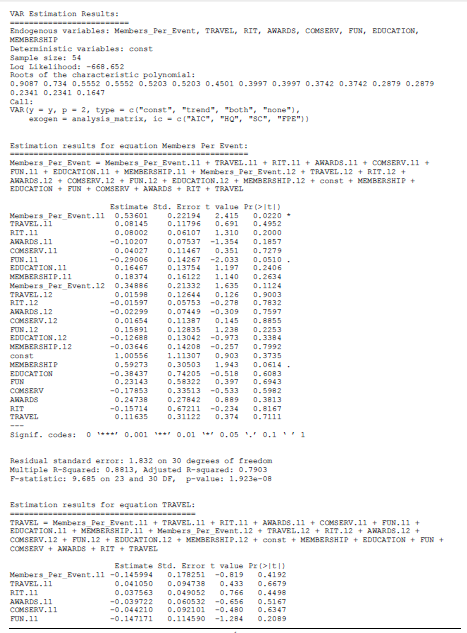 VAR Estimation Results:
=========================
Endogenous variables: Members_Per_Event, TRAVEL, RIT, AWARDS, COMSERV, FUN, EDUCATION,
MEMBERSHIP
Deterministic variables: const
Sample size: 54
Log Likelihood: -668.652
Roots of the characteristic polynomial:
0.9087 0.734 0.5552 0.5552 0.5203 0.5203 0.4501 0.3997 0.3997 0.3742 0.3742 0.2879 0.2879
0.2341 0.2341 0.1647
Call:
VAR(y = y, p = 2, type = c("const", "trend", "both", "none"),
exogen = analysis_matrix, ic = c("AIC", "HQ", "SC", "FPE"))
Estimation results for equation Members_Per_Event:
==================================================
Members_Per_Event = Members_Per_Event.l1 + TRAVEL.l1 + RIT.l1 + AWARDS.l1 + COMSERV.l1 +
FUN.l1 + EDUCATION.l1 + MEMBERSHIP.l1 + Members_Per_Event.l2 + TRAVEL.l2 + RIT.l2 +
AWARDS.l2 + COMSERV.l2 + FUN.l2 + EDUCATION.l2 + MEMBERSHIP.l2 + const + MEMBERSHIP +
EDUCATION + FUN + COMSERV + AWARDS + RIT + TRAVEL
Estimate Std. Error t value Pr(>|t|)
Members_Per_Event.l1 0.53601 0.22194 2.415 0.0220 *
TRAVEL.l1 0.08145 0.11796 0.691 0.4952
RIT.l1 0.08002 0.06107 1.310 0.2000
AWARDS.l1 -0.10207 0.07537 -1.354 0.1857
COMSERV.l1 0.04027 0.11467 0.351 0.7279
FUN.l1 -0.29006 0.14267 -2.033 0.0510 .
EDUCATION.l1 0.16467 0.13754 1.197 0.2406
MEMBERSHIP.l1 0.18374 0.16122 1.140 0.2634
Members_Per_Event.l2 0.34886 0.21332 1.635 0.1124
TRAVEL.l2 0.01598 0.12644 0.126 0.9003
RIT.l2 -0.01597 0.05753 -0.278 0.7832
AWARDS.l2 -0.02299 0.07449 -0.309 0.7597
COMSERV.l2 0.01654 0.11387 0.145 0.8855
FUN.l2 0.15891 0.12835 1.238 0.2253
EDUCATION.l2 -0.12688 0.13042 -0.973 0.3384
MEMBERSHIP.l2 -0.03646 0.14208 -0.257 0.7992
const 1.00556 1.11307 0.903 0.3735
MEMBERSHIP 0.59273 0.30503 1.943 0.0614 .
EDUCATION -0.38437 0.74205 -0.518 0.6083
FUN 0.23143 0.58322 0.397 0.6943
COMSERV -0.17853 0.33513 -0.533 0.5982
AWARDS 0.24738 0.27842 0.889 0.3813
RIT -0.15714 0.67211 -0.234 0.8167
TRAVEL 0.11635 0.31122 0.374 0.7111
---
Signif. codes: 0 '***' 0.001 '**' 0.01 '*' 0.05 '.' 0.1 ' ' 1
Residual standard error: 1.832 on 30 degrees of freedom
Multiple R-Squared: 0.8813, Adjusted R-squared: 0.7903
F-statistic: 9.685 on 23 and 30 DF, p-value: 1.923e-08
Estimation results for equation TRAVEL:
=======================================
TRAVEL = Members_Per_Event.l1 + TRAVEL.l1 + RIT.l1 + AWARDS.l1 + COMSERV.l1 + FUN.l1 +
EDUCATION.l1 + MEMBERSHIP.l1 + Members_Per_Event.l2 + TRAVEL.l2 + RIT.l2 + AWARDS.l2 +
COMSERV.l2 + FUN.l2 + EDUCATION.l2 + MEMBERSHIP.l2 + const + MEMBERSHIP + EDUCATION + FUN +
COMSERV + AWARDS + RIT + TRAVEL
Estimate Std. Error t value Pr(>|t|)
Members_Per_Event.l1 -0.145994 0.178251 -0.819 0.4192
TRAVEL.l1 0.041050 0.094738 0.433 0.6679
RIT.l1 0.037563 0.049052 0.766 0.4498
AWARDS.l1 -0.039722 0.060532 -0.656 0.5167
COMSERV.l1 -0.044210 0.092101 -0.480 0.6347
FUN.l1 -0.147171 0.114590 -1.284 0.2089